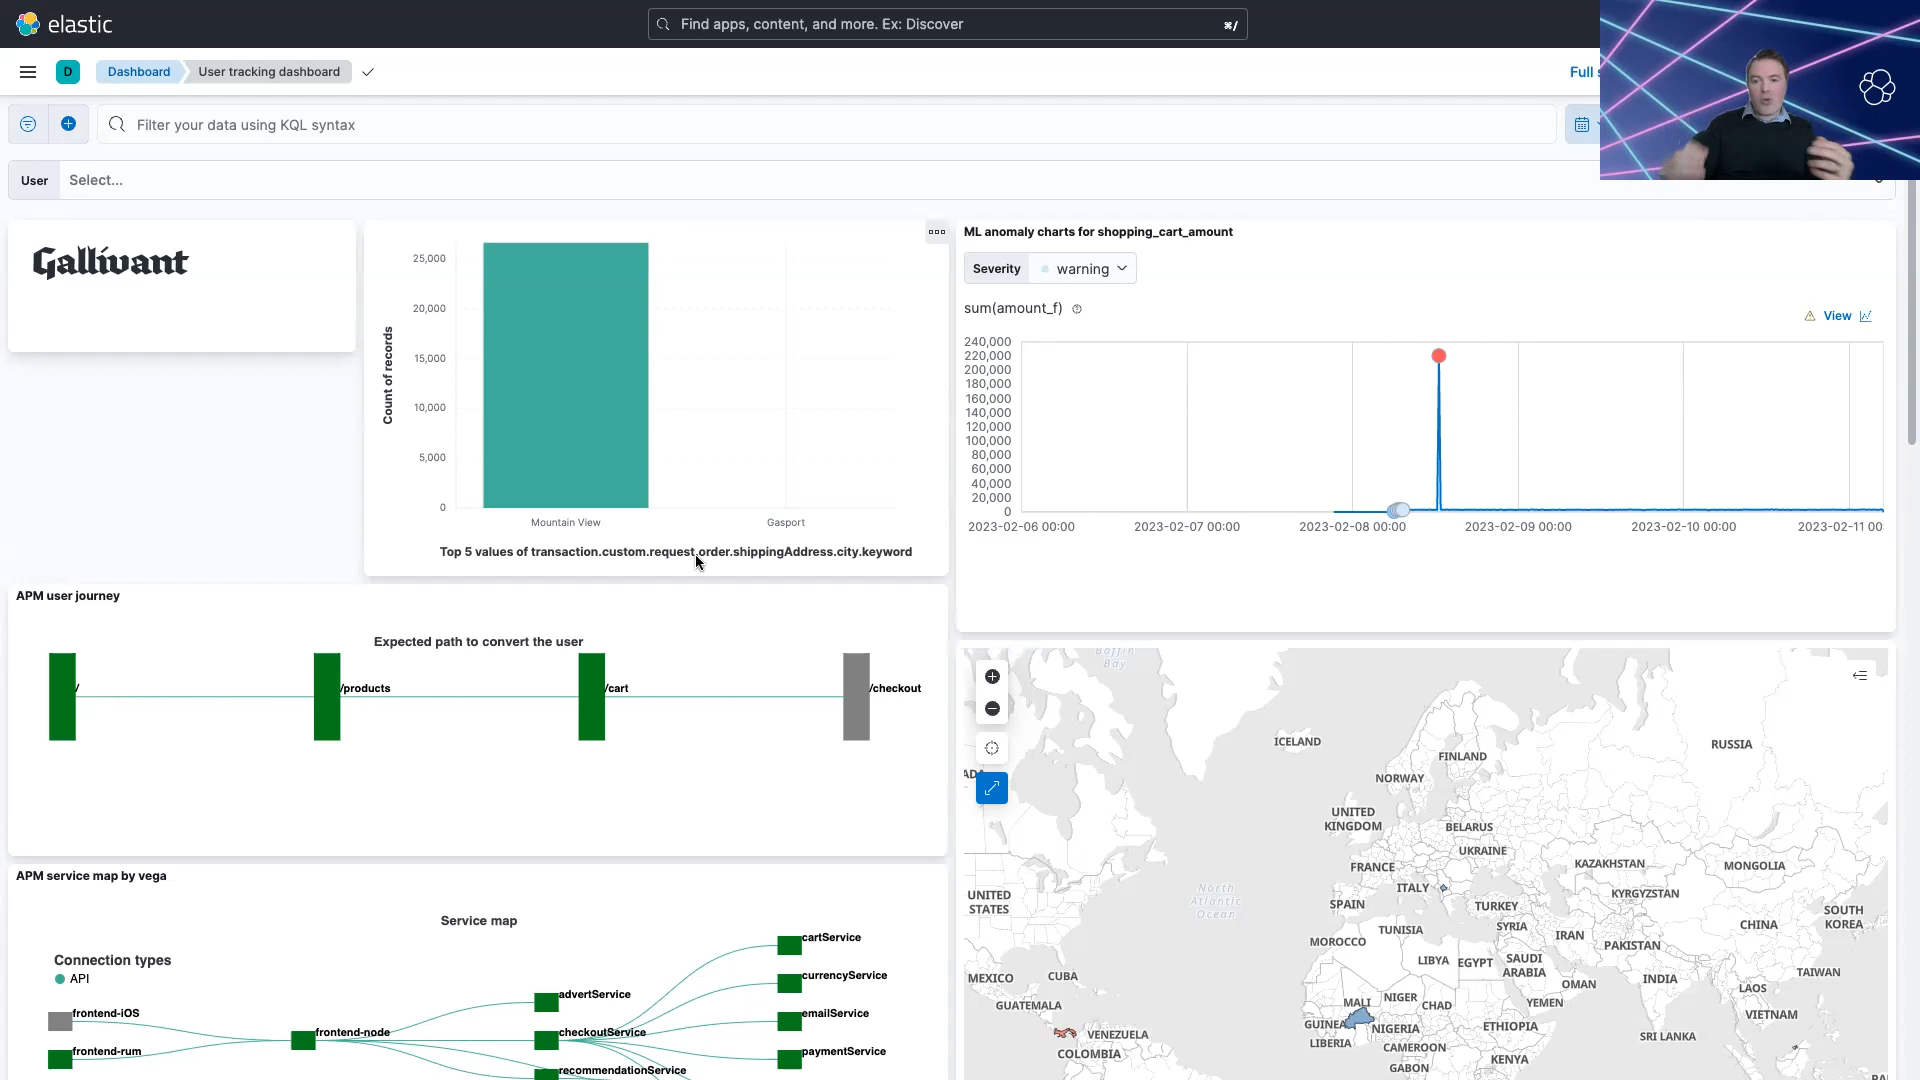 elastic
Find apps, content, and more. Ex: Discover
⌘/
D
Dashboard
User tracking dashboard
Full
Filter your data using KQL syntax
User
Select...
Gallivant
25,000
20,000
15,000
10,000
5,000
0
Count of records
Mountain View
Gasport
Top 5 values of transaction.custom.request.order.shippingAddress.city.keyword
ML anomaly charts for shopping_cart_amount
Severity
warning
sum(amount_f)
View
240,000
220,000
200,000
180,000
160,000
140,000
120,000
100,000
80,000
60,000
40,000
20,000
0
2023-02-06 00:00
2023-02-07 00:00
2023-02-08 00:00
2023-02-09 00:00
2023-02-10 00:00
2023-02-11 00
APM user journey
Expected path to convert the user
/
/products
/cart
/checkout
APM service map by vega
Service map
Connection types
API
frontend-iOS
frontend-rum
frontend-node
advertService
checkoutService
recommendationService
cartService
currencyService
emailService
paymentService
Baffin
Bay
ICELAND
FINLAND
RUSSIA
NORWAY
UNITED
KINGDOM
BELARUS
UKRAINE
FRANCE
KAZAKHSTAN
MONGOLIA
ITALY
KYRGYZSTAN
UNITED
STATES
North
Atlantic
Ocean
SPAIN
TURKEY
SOUTH
KOREA
TUNISIA
SYRIA
CHINA
MOROCCO
IRAN
PAKISTAN
LIBYA
EGYPT
SAUDI
ARABIA
TAIWAN
MEXICO
CUBA
INDIA
OMAN
LAOS
GUATEMALA
MALI
NIGER
CHAD
YEMEN
VIETNAM
GUINEA
NIGERIA
ETHIOPIA
VENEZUELA
LIBERIA
SRI LANKA
COLOMBIA
CAMEROON
KENYA
GABON